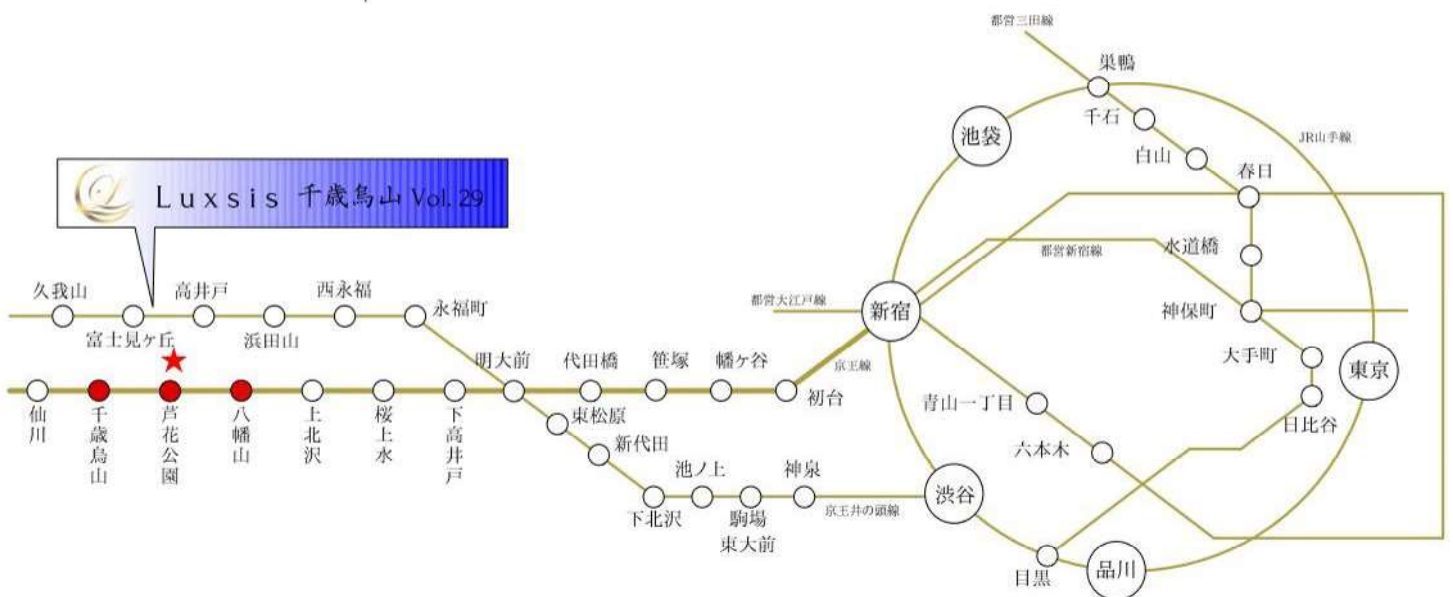 都営三田線
巣鴨
千石
池袋
JR山手線
白山
春日
Luxsis 千歳烏山 Vol. 29
水道橋
都営新宿線
久我山
高井戸
西永福
永福町
都営大江戸線
新宿
神保町
富士見ヶ丘
浜田山
大手町
明大前
代田橋
笹塚
幡ヶ谷
京王線
東京
初台
青山一丁目
日比谷
仙川
千歳烏山
芦花公園
八幡山
上北沢
桜上水
下高井戸
東松原
新代田
六本木
池ノ上
神泉
渋谷
下北沢
駒場
東大前
京王井の頭線
目黒
品川